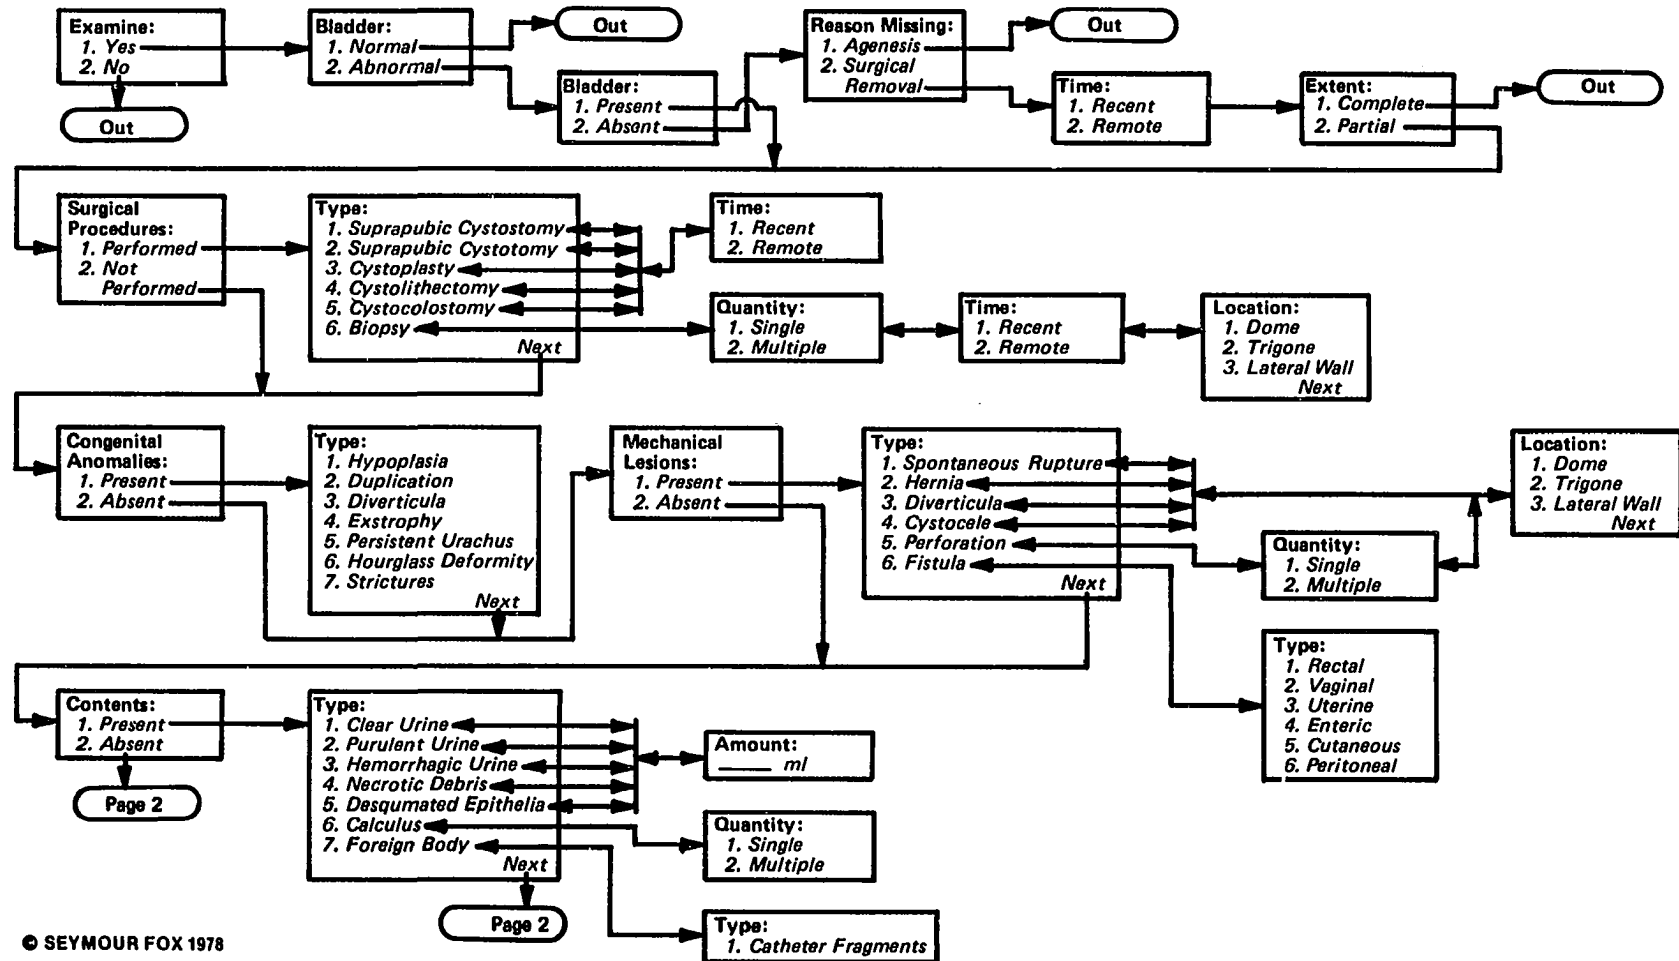 Examine:
1. Yes
2. No
Out
Bladder:
1. Normal
2. Abnormal
Out
Bladder:
1. Present
2. Absent
Reason Missing:
1. Agenesis
2. Surgical
Removal
Out
Time:
1. Recent
2. Remote
Extent:
1. Complete
2. Partial
Out
Surgical
Procedures:
1. Performed
2. Not
Performed
Type:
1. Suprapubic Cystostomy
2. Suprapubic Cystotomy
3. Cystoplasty
4. Cystolithectomy
5. Cystocolostomy
6. Biopsy
Next
Time:
1. Recent
2. Remote
Quantity:
1. Single
2. Multiple
Time:
1. Recent
2. Remote
Location:
1. Dome
2. Trigone
3. Lateral Wall
Next
Congenital
Anomalies:
1. Present
2. Absent
Type:
1. Hypoplasia
2. Duplication
3. Diverticula
4. Exstrophy
5. Persistent Urachus
6. Hourglass Deformity
7. Strictures
Next
Mechanical
Lesions:
1. Present
2. Absent
Type:
1. Spontaneous Rupture
2. Hernia
3. Diverticula
4. Cystocele
5. Perforation
6. Fistula
Next
Location:
1. Dome
2. Trigone
3. Lateral Wall
Next
Quantity:
1. Single
2. Multiple
Type:
1. Rectal
2. Vaginal
3. Uterine
4. Enteric
5. Cutaneous
6. Peritoneal
Contents:
1. Present
2. Absent
Page 2
Type:
1. Clear Urine
2. Purulent Urine
3. Hemorrhagic Urine
4. Necrotic Debris
5. Desqumated Epithelia
6. Calculus
7. Foreign Body
Next
Page 2
Amount:
____ ml
Quantity:
1. Single
2. Multiple
Type:
1. Catheter Fragments
© SEYMOUR FOX 1978